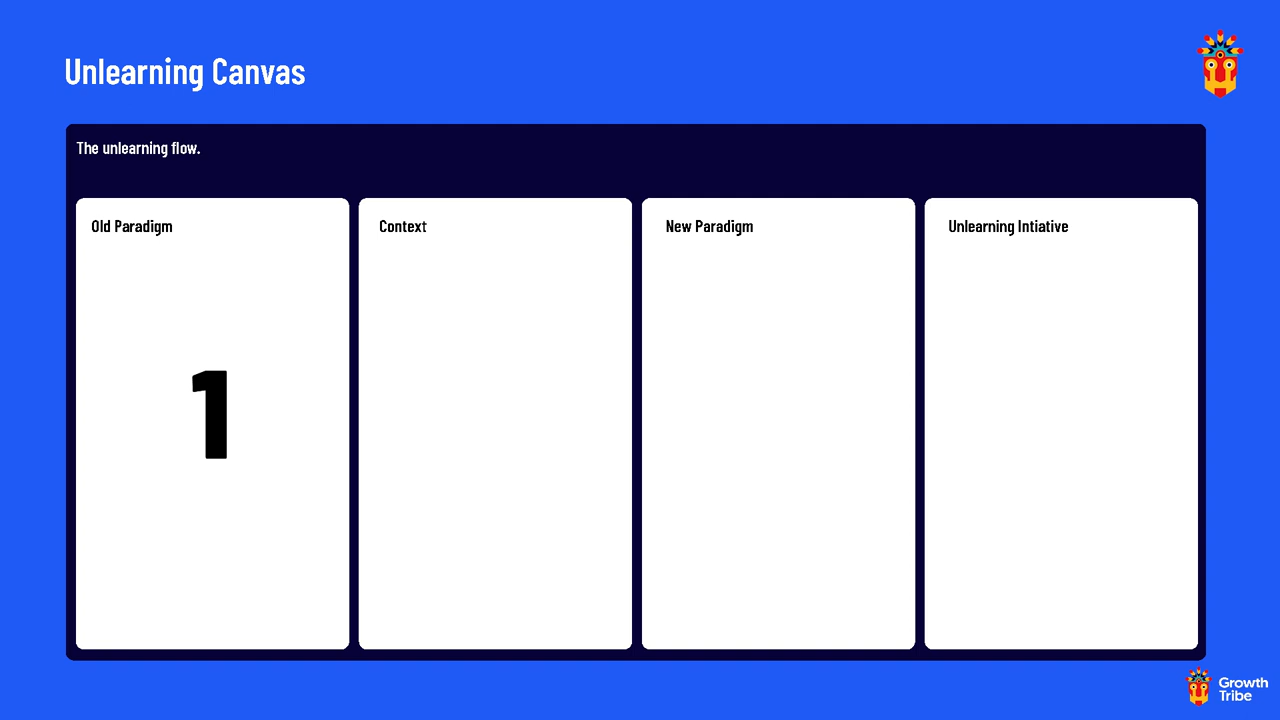 Unlearning Canvas
The unlearning flow.
Old Paradigm
Context
New Paradigm
Unlearning Intiative
1
Growth
Tribe